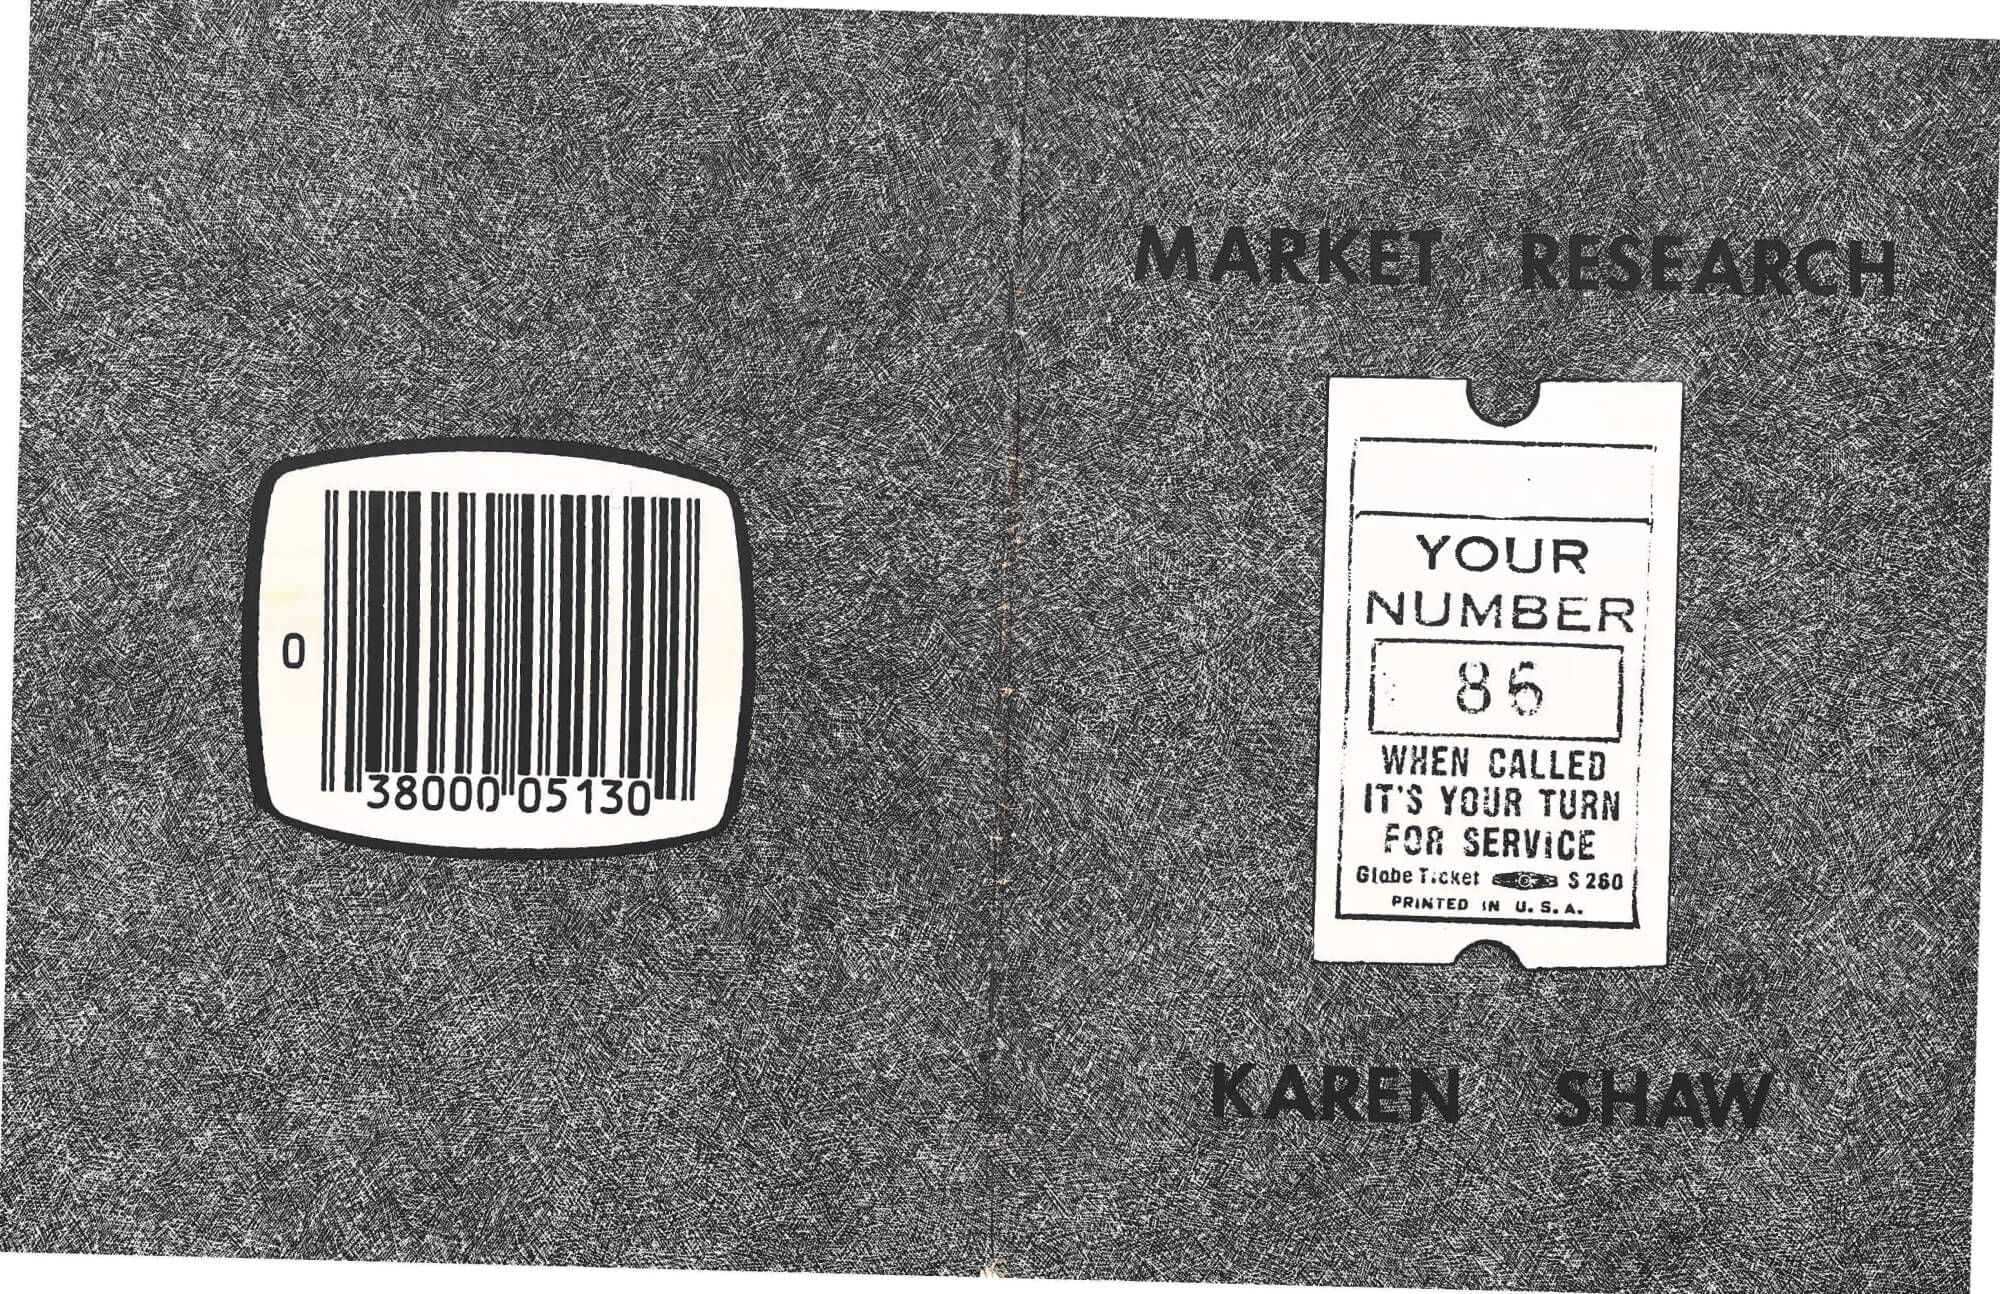 0
38000 05130
MARKET RESEARCH
YOUR
NUMBER
86
WHEN CALLED
IT'S YOUR TURN
FOR SERVICE
Globe Ticket S 260
PRINTED IN U.S.A.
KAREN SHAW